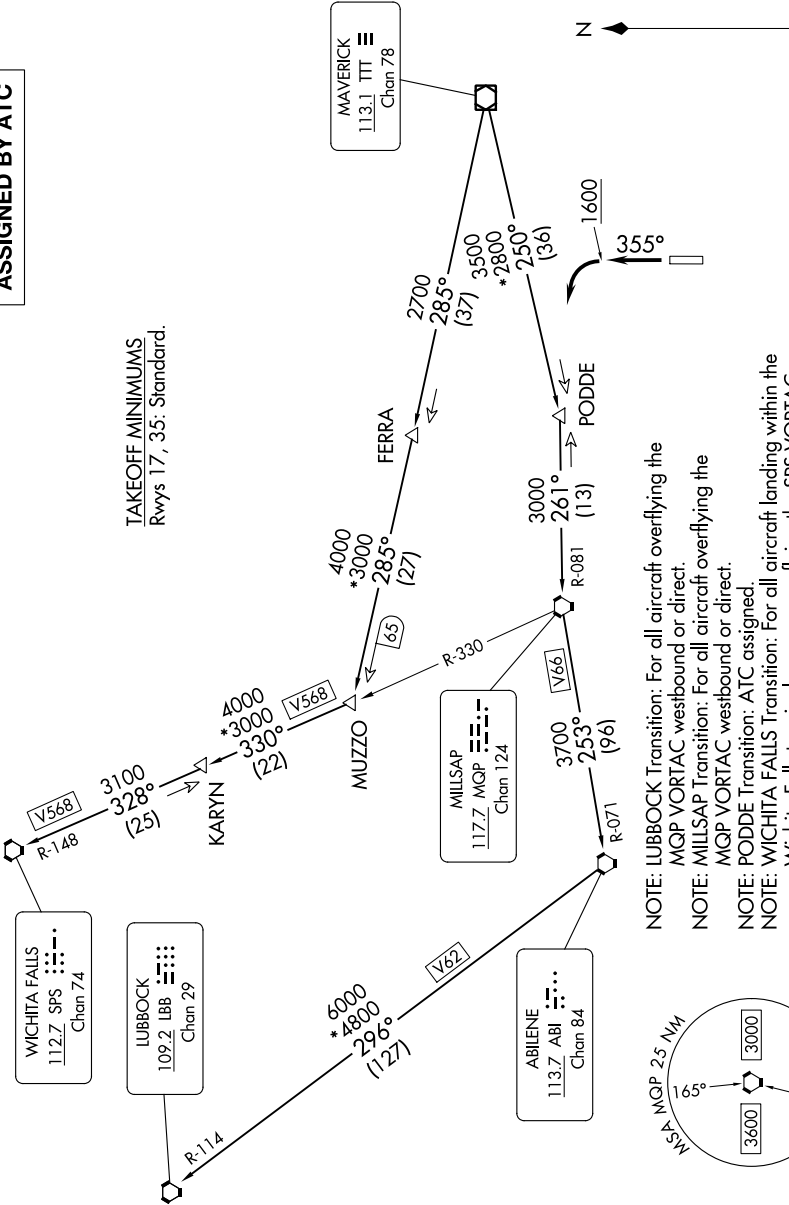 ASSIGNED BY ATC
TAKEOFF MINIMUMS
Rwys 17, 35: Standard.
MAVERICK
113.1 TTT
Chan 78
N
2700
285°
(37)
3500
*2800
250°
(36)
1600
355°
FERRA
PODDE
4000
*3000
285°
(27)
3000
261°
(13)
R-081
65
R-330
V568
4000
*3000
330°
(22)
MUZZO
V66
3700
253°
(96)
MILLSAP
117.7 MQP
Chan 124
KARYN
3100
328°
(25)
V568
R-148
R-071
WICHITA FALLS
112.7 SPS
Chan 74
LUBBOCK
109.2 LBB
Chan 29
V62
6000
*4800
296°
(127)
R-114
ABILENE
113.7 ABI
Chan 84
NOTE: LUBBOCK Transition: For all aircraft overflying the
MQP VORTAC westbound or direct.
NOTE: MILLSAP Transition: For all aircraft overflying the
MQP VORTAC westbound or direct.
NOTE: PODDE Transition: ATC assigned.
NOTE: WICHITA FALLS Transition: For all aircraft landing within the
MSA MQP 25 NM
165°
3000
3600